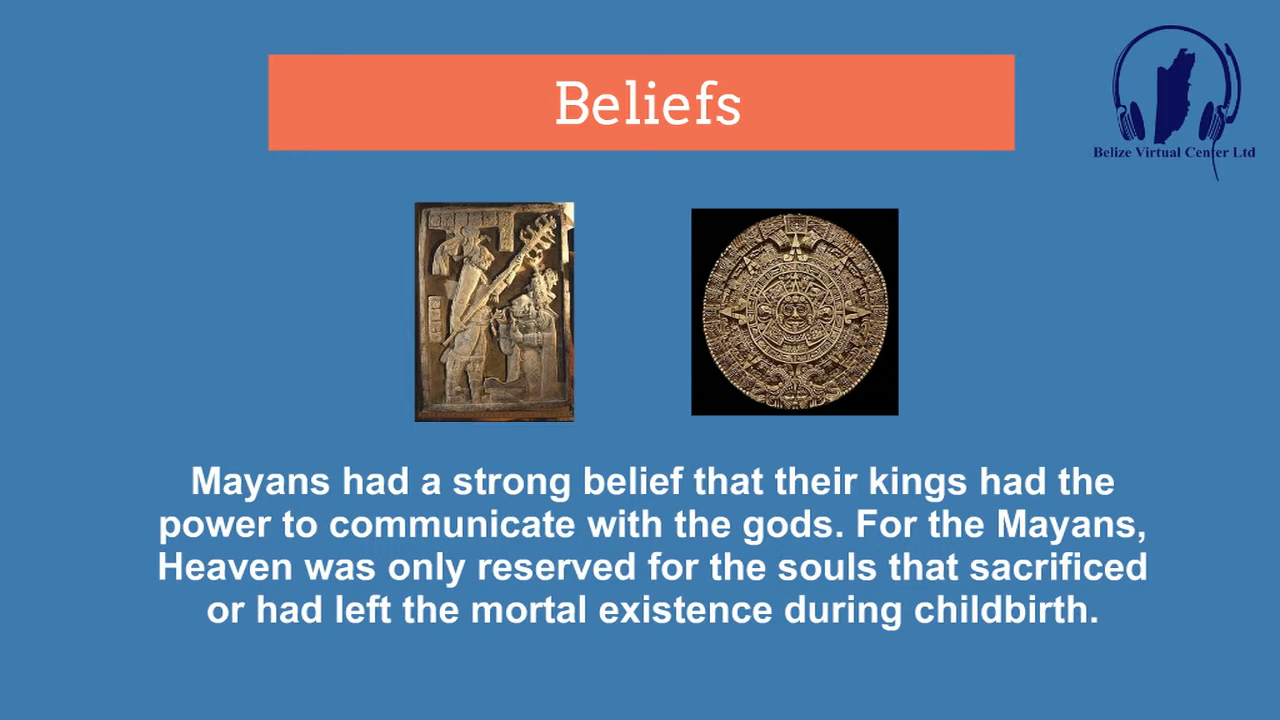 Beliefs
Belize Virtual Center Ltd
Mayans had a strong belief that their kings had the
power to communicate with the gods. For the Mayans,
Heaven was only reserved for the souls that sacrificed
or had left the mortal existence during childbirth.